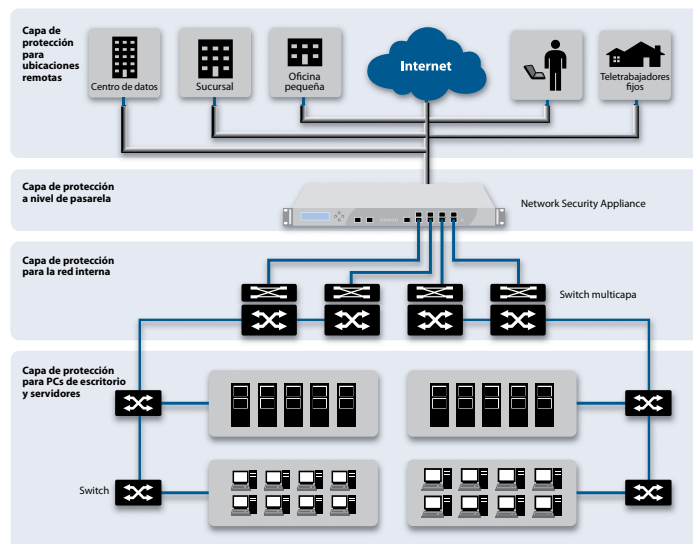 Capa de
protección
para
ubicaciones
remotas
Centro de datos
Sucursal
Oficina
pequeña
Internet
Teletrabajadores
fijos
Capa de protección
a nivel de pasarela
Network Security Appliance
Capa de protección
para la red interna
Switch multicapa
Capa de protección
para PCs de escritorio
y servidores
Switch